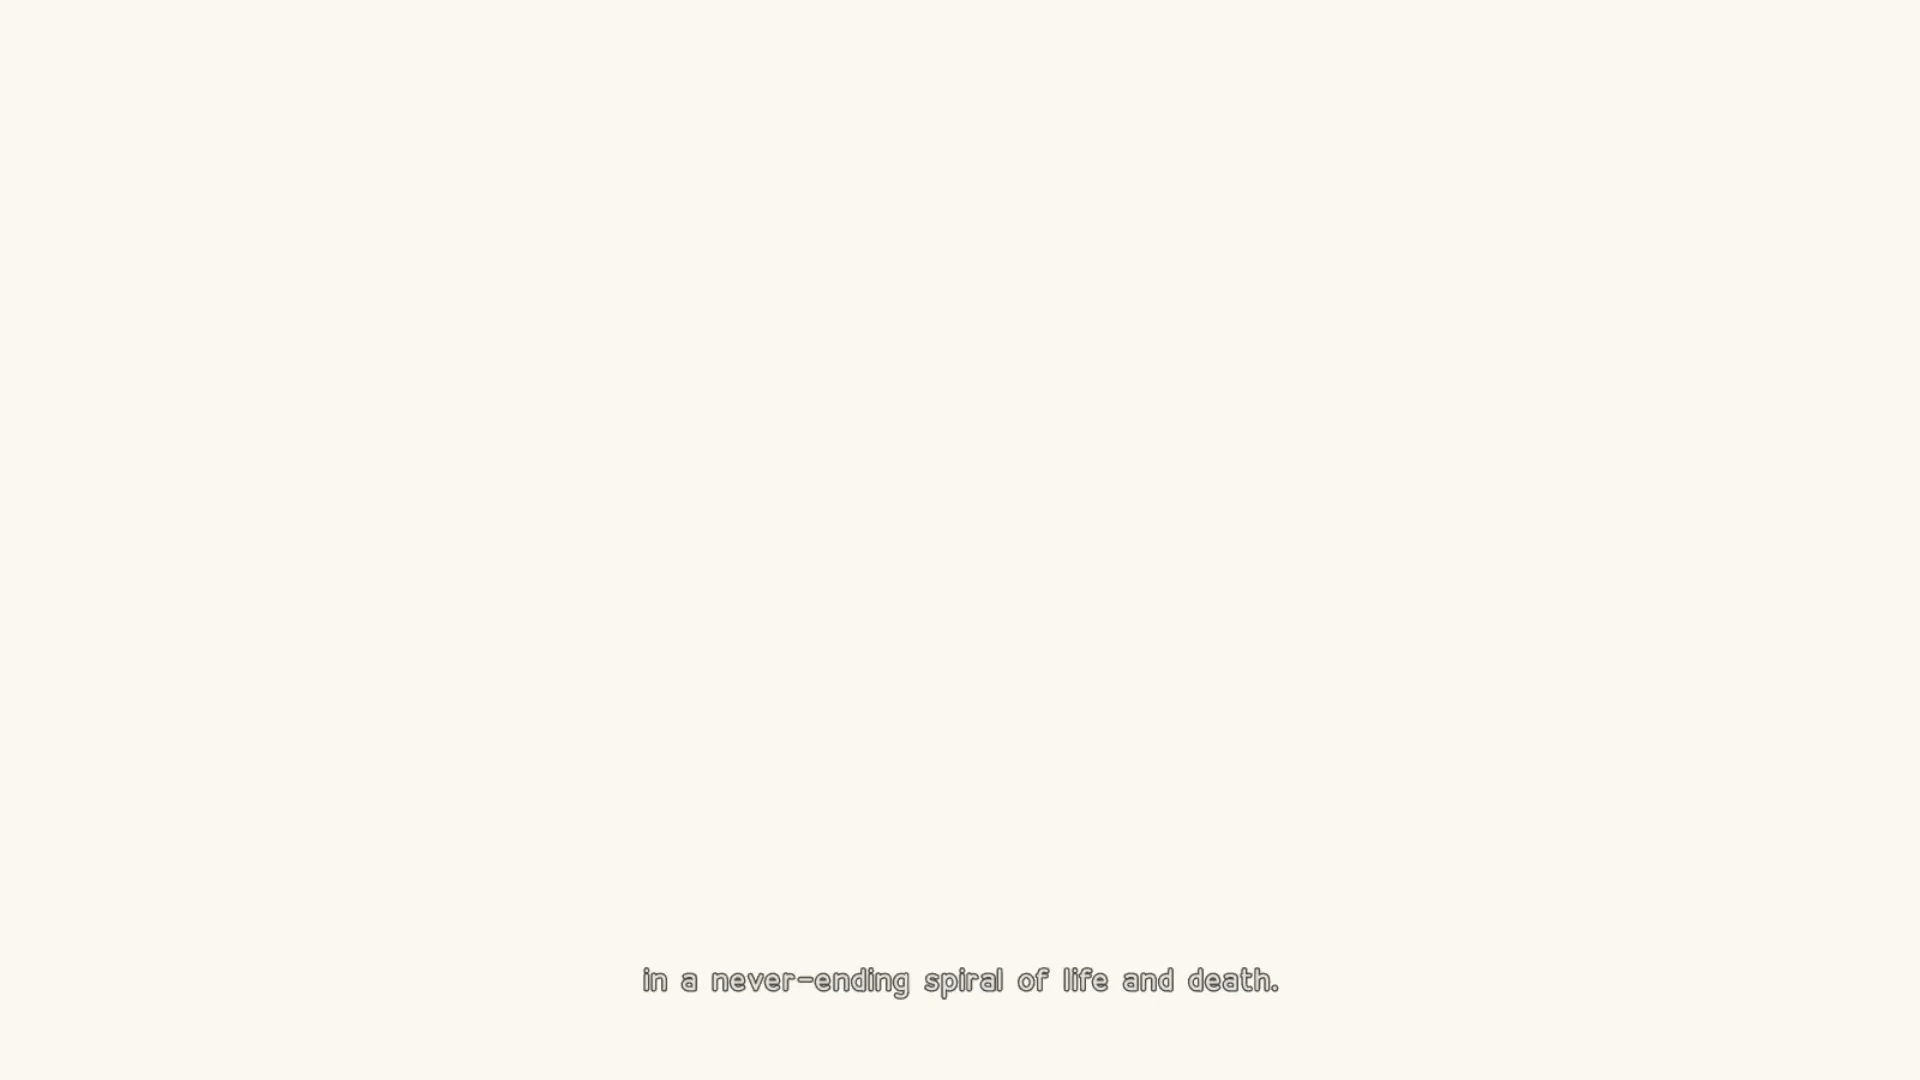 in a never-ending spiral of life and death.